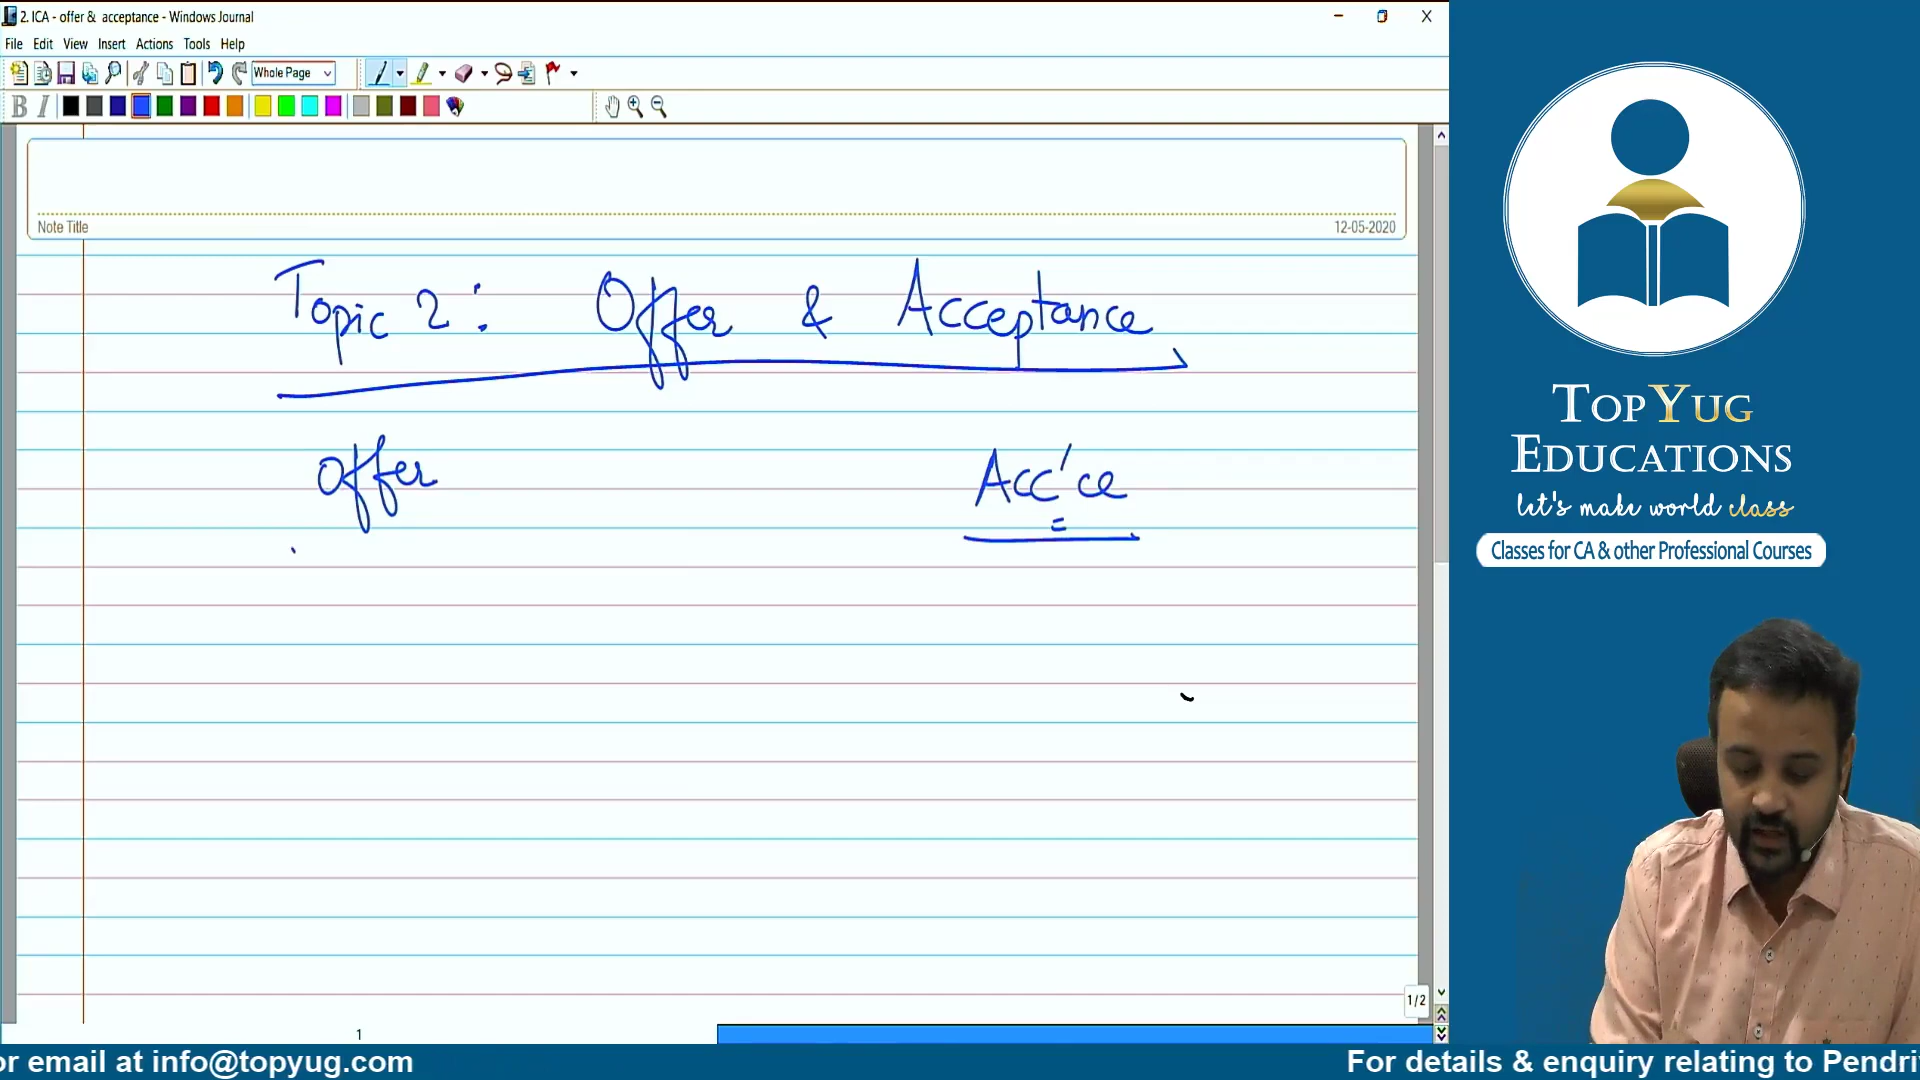 2. ICA - offer & acceptance - Windows Journal
File Edit View Insert Actions Tools Help
Whole Page
B I
Note Title
12-05-2020
Topic 2 : Offer & Acceptance
Offer
Acc'ce
1/2
1
TOPYUG
EDUCATIONS
let's make world class
Classes for CA & other Professional Courses
or email at info@topyug.com
For details & enquiry relating to Pendri